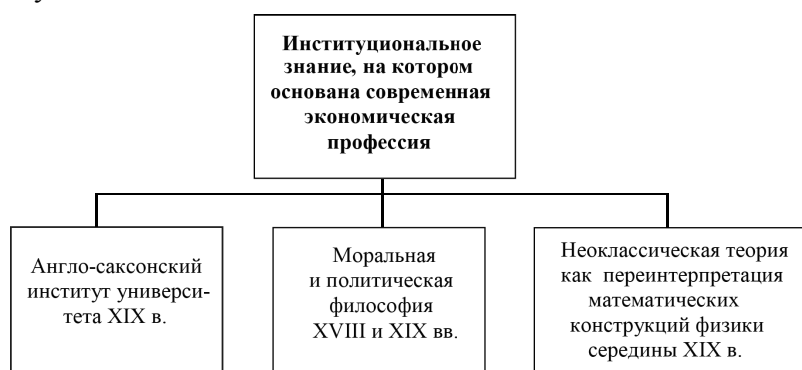 Институциональное
знание, на котором
основана современная
экономическая
профессия
Англо-саксонский
институт универси-
тета XIX в.
Моральная
и политическая
философия
XVIII и XIX вв.
Неоклассическая теория
как переинтерпретация
математических
конструкций физики
середины XIX в.